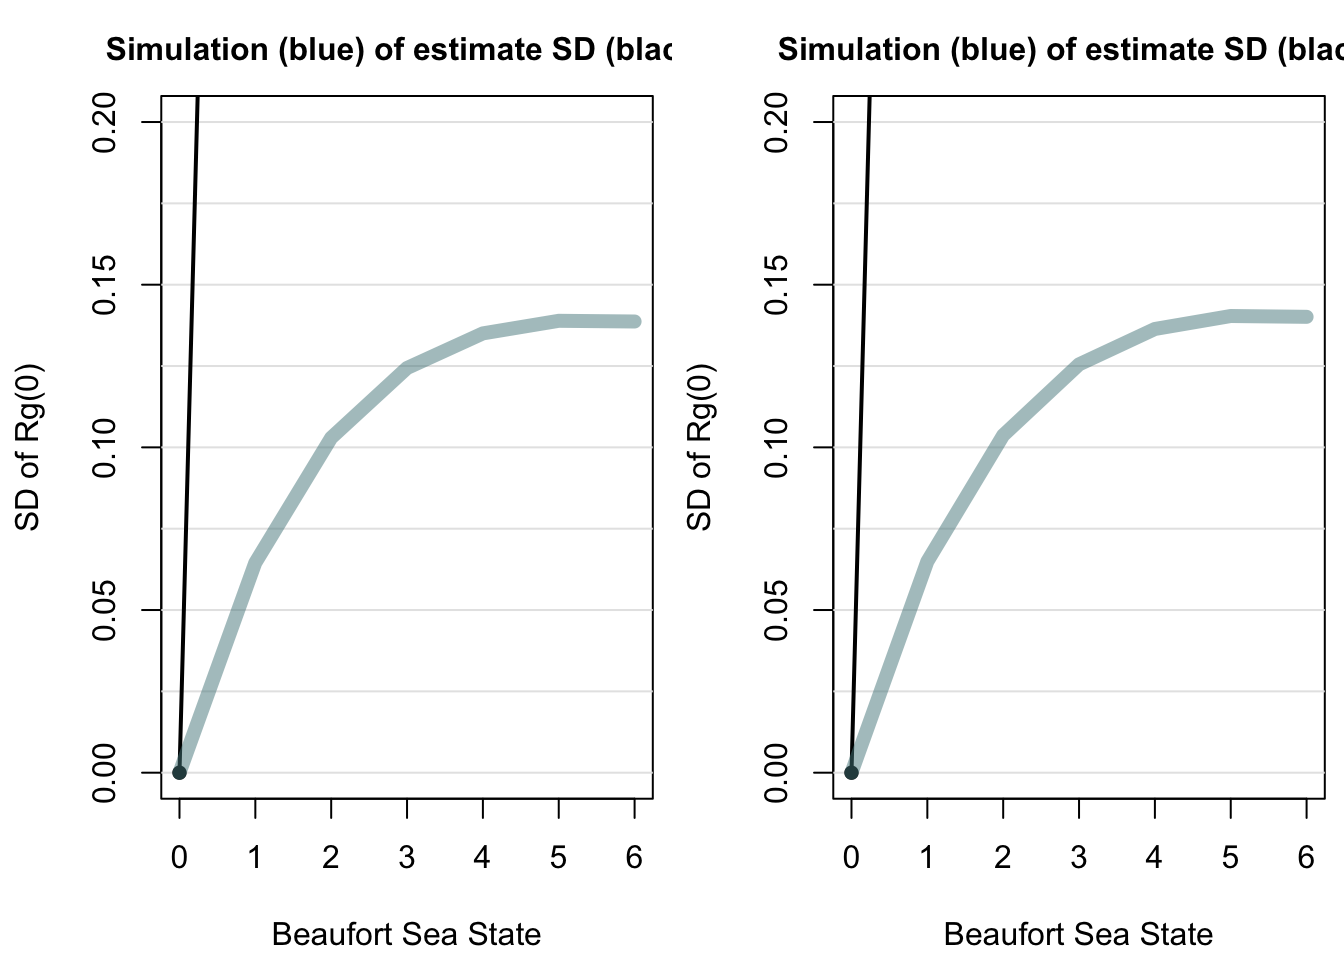 Simulation (blue) of estimate SD (blac
SD of Rg(0)
0.20
0.15
0.10
0.05
0.00
0 1 2 3 4 5 6
Beaufort Sea State
Simulation (blue) of estimate SD (blac
SD of Rg(0)
0.20
0.15
0.10
0.05
0.00
0 1 2 3 4 5 6
Beaufort Sea State